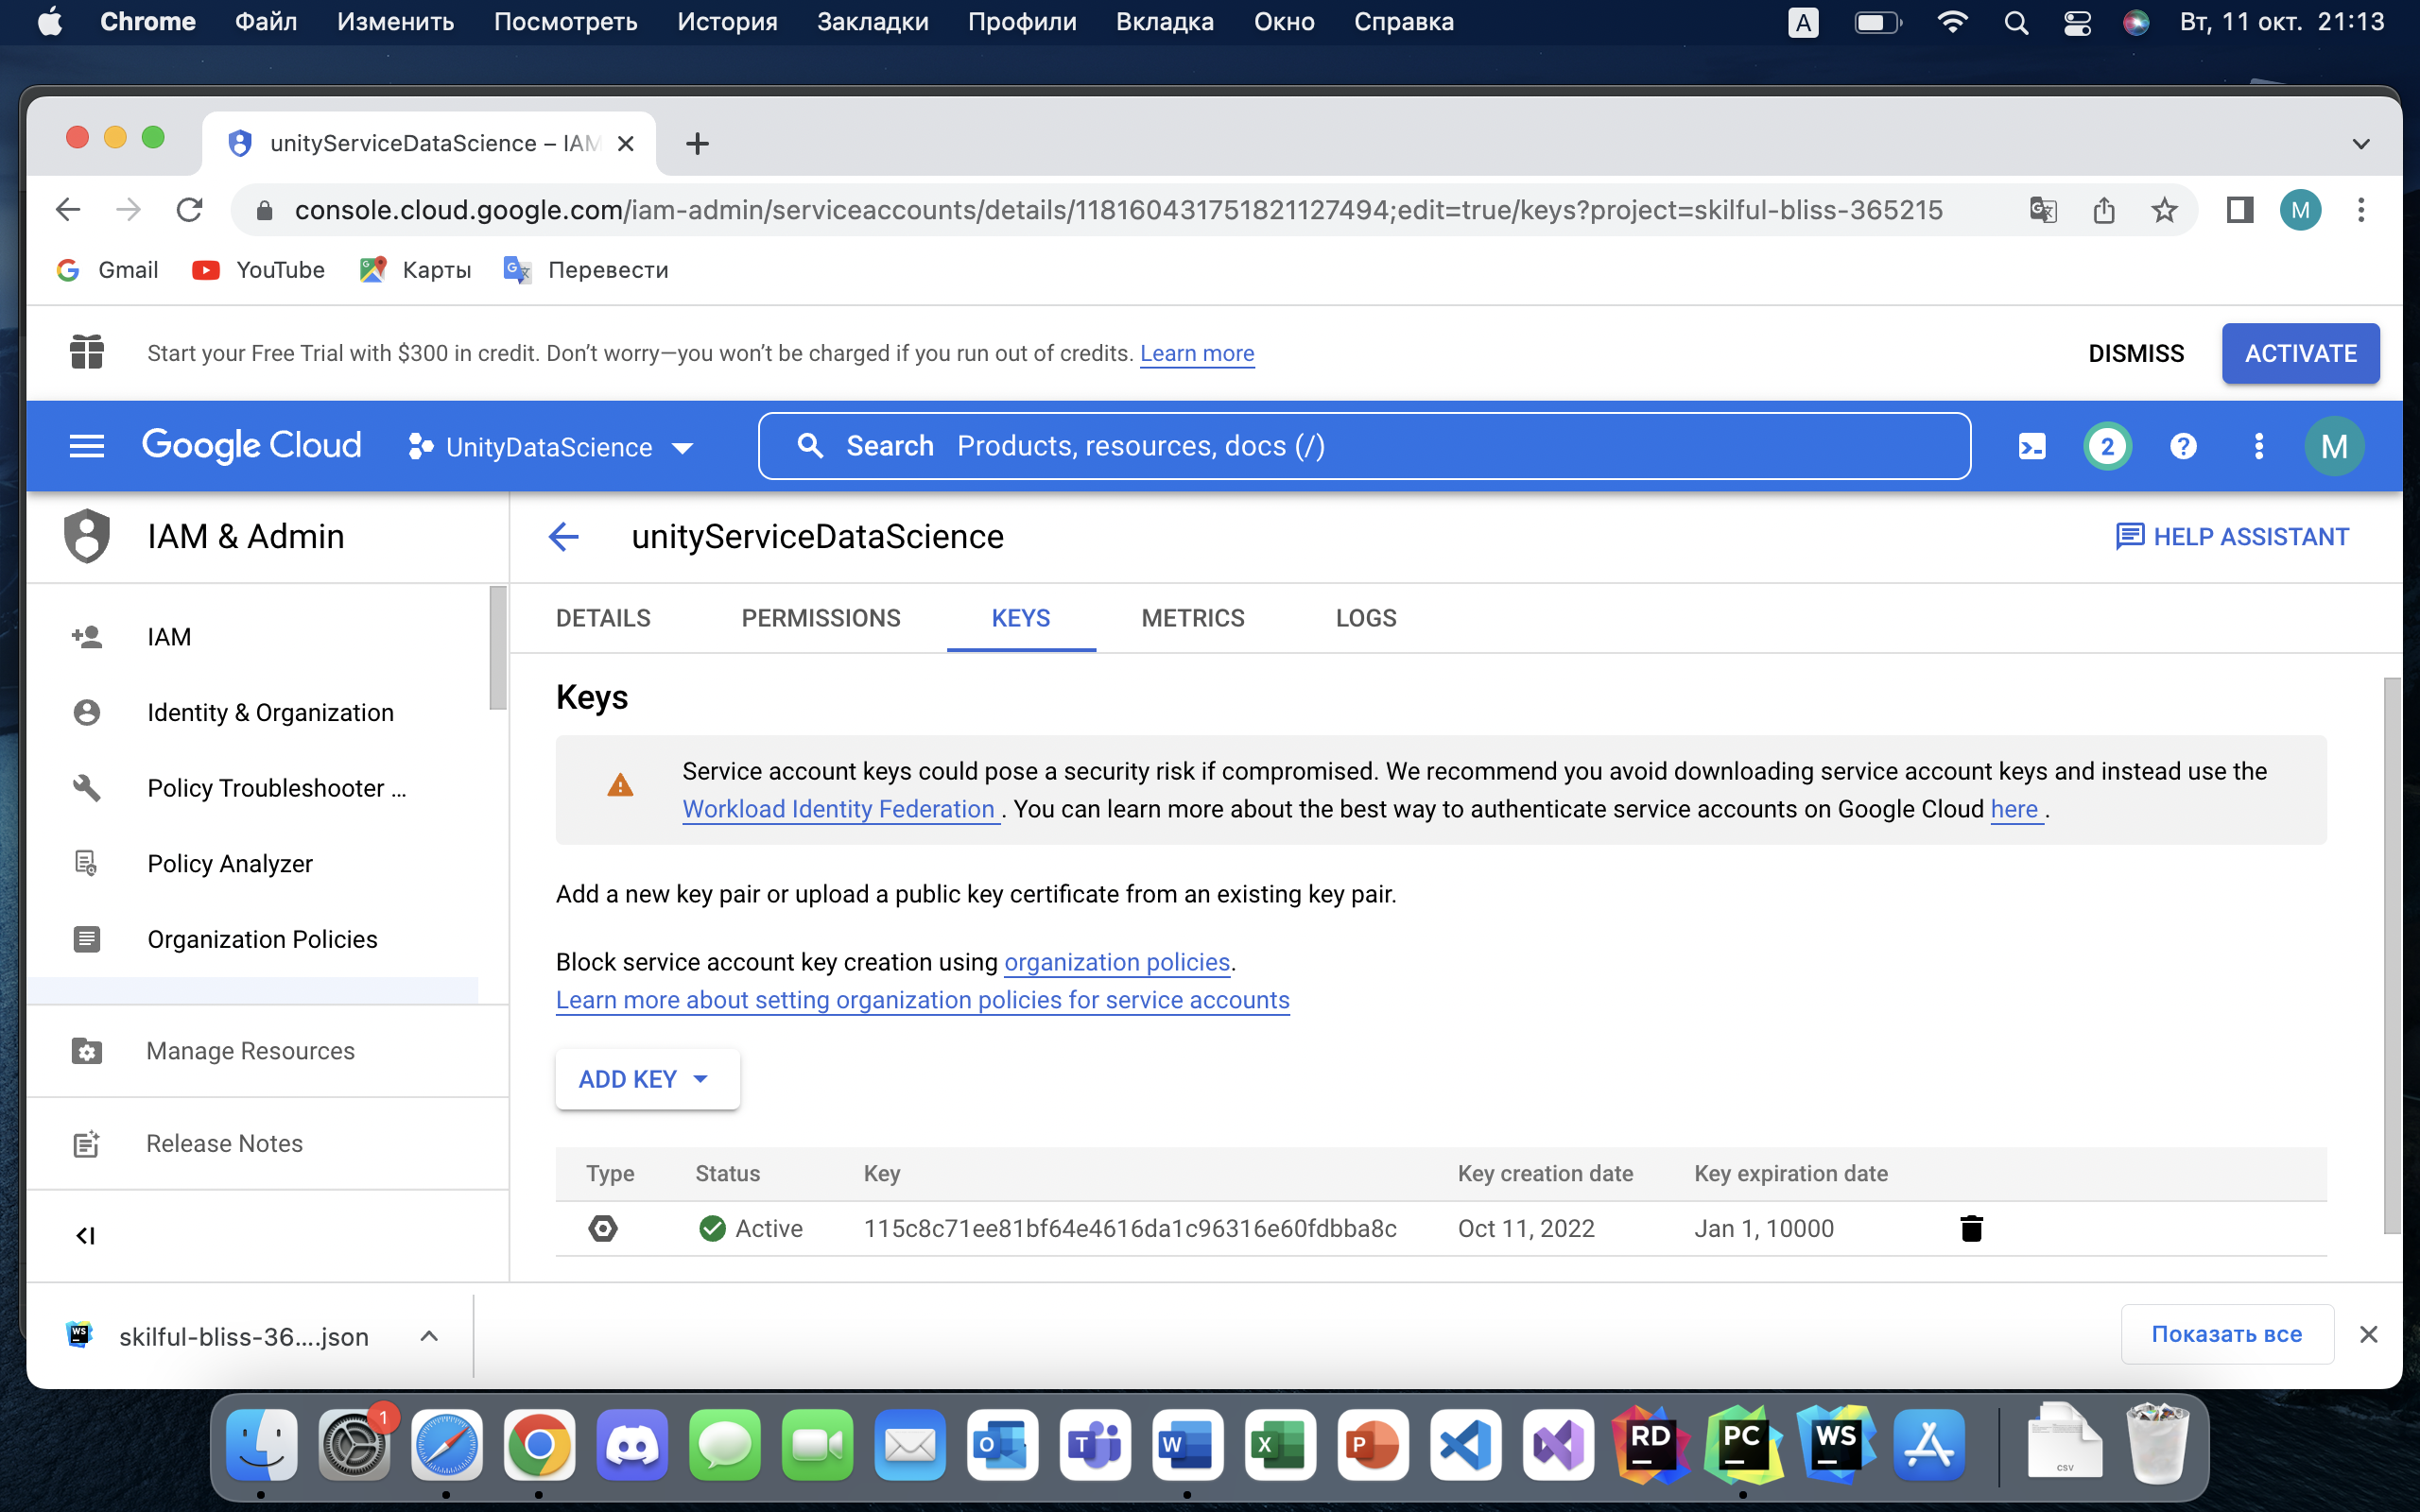 Chrome Файл Изменить Посмотреть История Закладки Профили Вкладка Окно Справка A Вт, 11 окт. 21:13
unityServiceDataScience – IAM
console.cloud.google.com/iam-admin/serviceaccounts/details/118160431751821127494;edit=true/keys?project=skilful-bliss-365215 M
Gmail YouTube Карты Перевести
Start your Free Trial with $300 in credit. Don’t worry—you won’t be charged if you run out of credits. Learn more DISMISS ACTIVATE
Google Cloud UnityDataScience Search Products, resources, docs (/) 2 M
IAM & Admin unityServiceDataScience HELP ASSISTANT
DETAILS PERMISSIONS KEYS METRICS LOGS
IAM
Identity & Organization
Policy Troubleshooter ...
Policy Analyzer
Organization Policies
Manage Resources
Release Notes
Keys
Service account keys could pose a security risk if compromised. We recommend you avoid downloading service account keys and instead use the
Workload Identity Federation . You can learn more about the best way to authenticate service accounts on Google Cloud here .
Add a new key pair or upload a public key certificate from an existing key pair.
Block service account key creation using organization policies.
Learn more about setting organization policies for service accounts
ADD KEY
Type Status Key Key creation date Key expiration date
Active 115c8c71ee81bf64e4616da1c96316e60fdbba8c Oct 11, 2022 Jan 1, 10000
WS skilful-bliss-36....json Показать все
1 O T W X P RD PC WS CSV